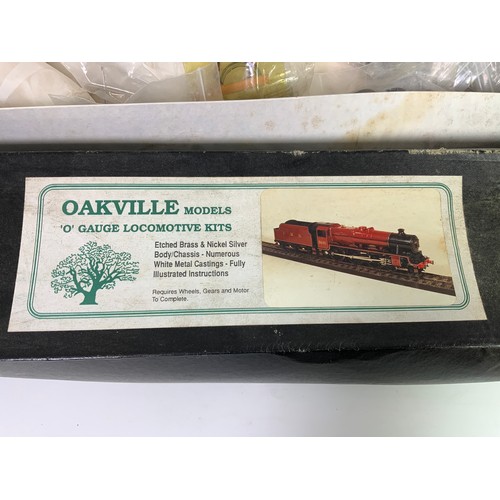 OAKVILLE MODELS
'O' GAUGE LOCOMOTIVE KITS
Etched Brass & Nickel Silver
Body/Chassis - Numerous
White Metal Castings - Fully
Illustrated Instructions
Requires Wheels, Gears and Motor
To Complete.